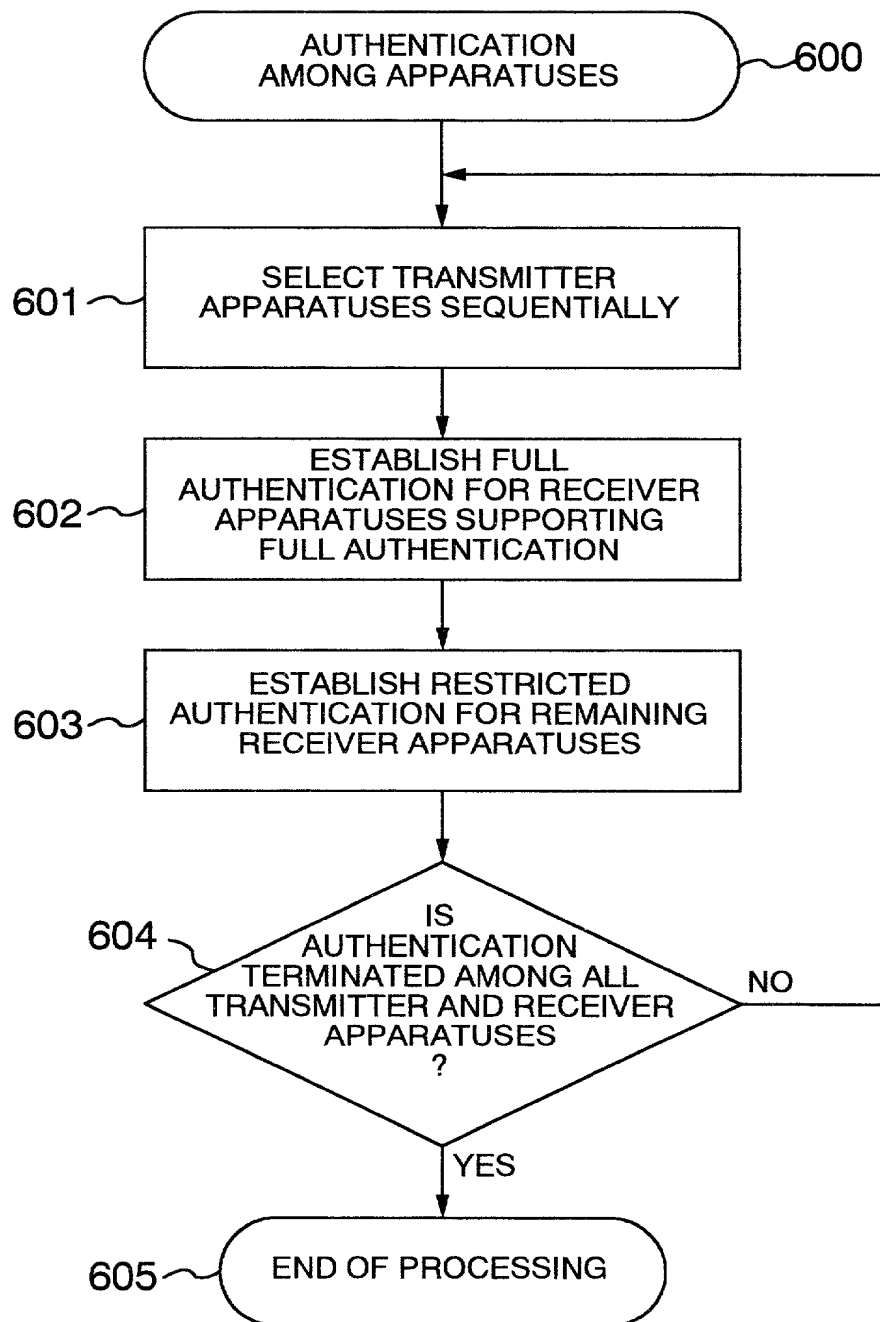 AUTHENTICATION
AMONG APPARATUSES
600
601
SELECT TRANSMITTER
APPARATUSES SEQUENTIALLY
602
ESTABLISH FULL
AUTHENTICATION FOR RECEIVER
APPARATUSES SUPPORTING
FULL AUTHENTICATION
603
ESTABLISH RESTRICTED
AUTHENTICATION FOR REMAINING
RECEIVER APPARATUSES
604
IS
AUTHENTICATION
TERMINATED AMONG ALL
TRANSMITTER AND RECEIVER
APPARATUSES
?
NO
YES
605
END OF PROCESSING